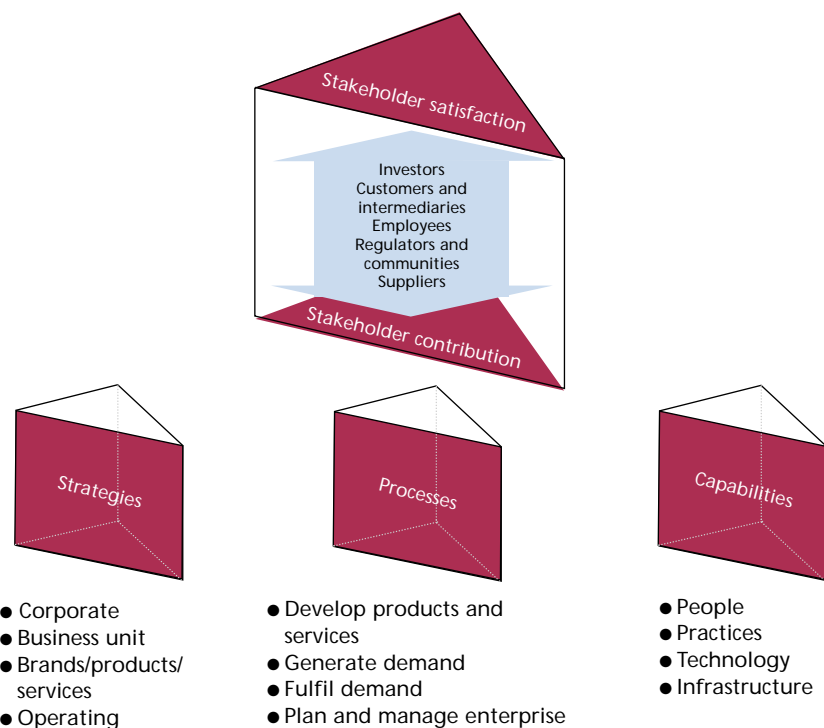 Stakeholder satisfaction
Investors
Customers and
intermediaries
Employees
Regulators and
communities
Suppliers
Stakeholder contribution
Strategies
Processes
Capabilities
● Corporate
● Business unit
● Brands/products/
services
● Operating
● Develop products and
services
● Generate demand
● Fulfil demand
● Plan and manage enterprise
● People
● Practices
● Technology
● Infrastructure